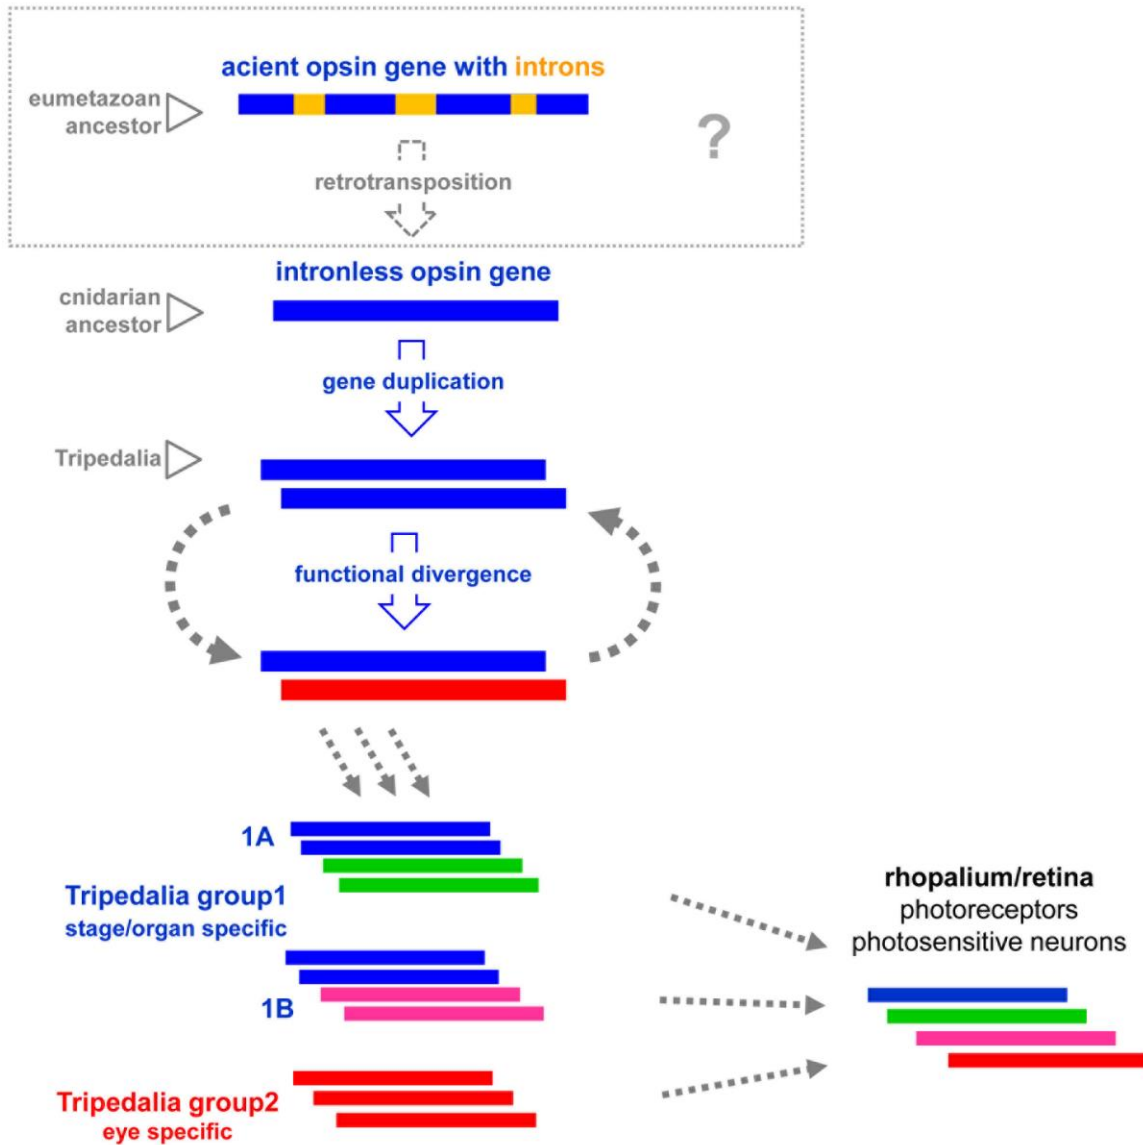 acient opsin gene with introns
eumetazoan
ancestor
?
retrotransposition
intronless opsin gene
cnidarian
ancestor
gene duplication
Tripedalia
functional divergence
1A
Tripedalia group1
stage/organ specific
1B
Tripedalia group2
eye specific
rhopalium/retina
photoreceptors
photosensitive neurons